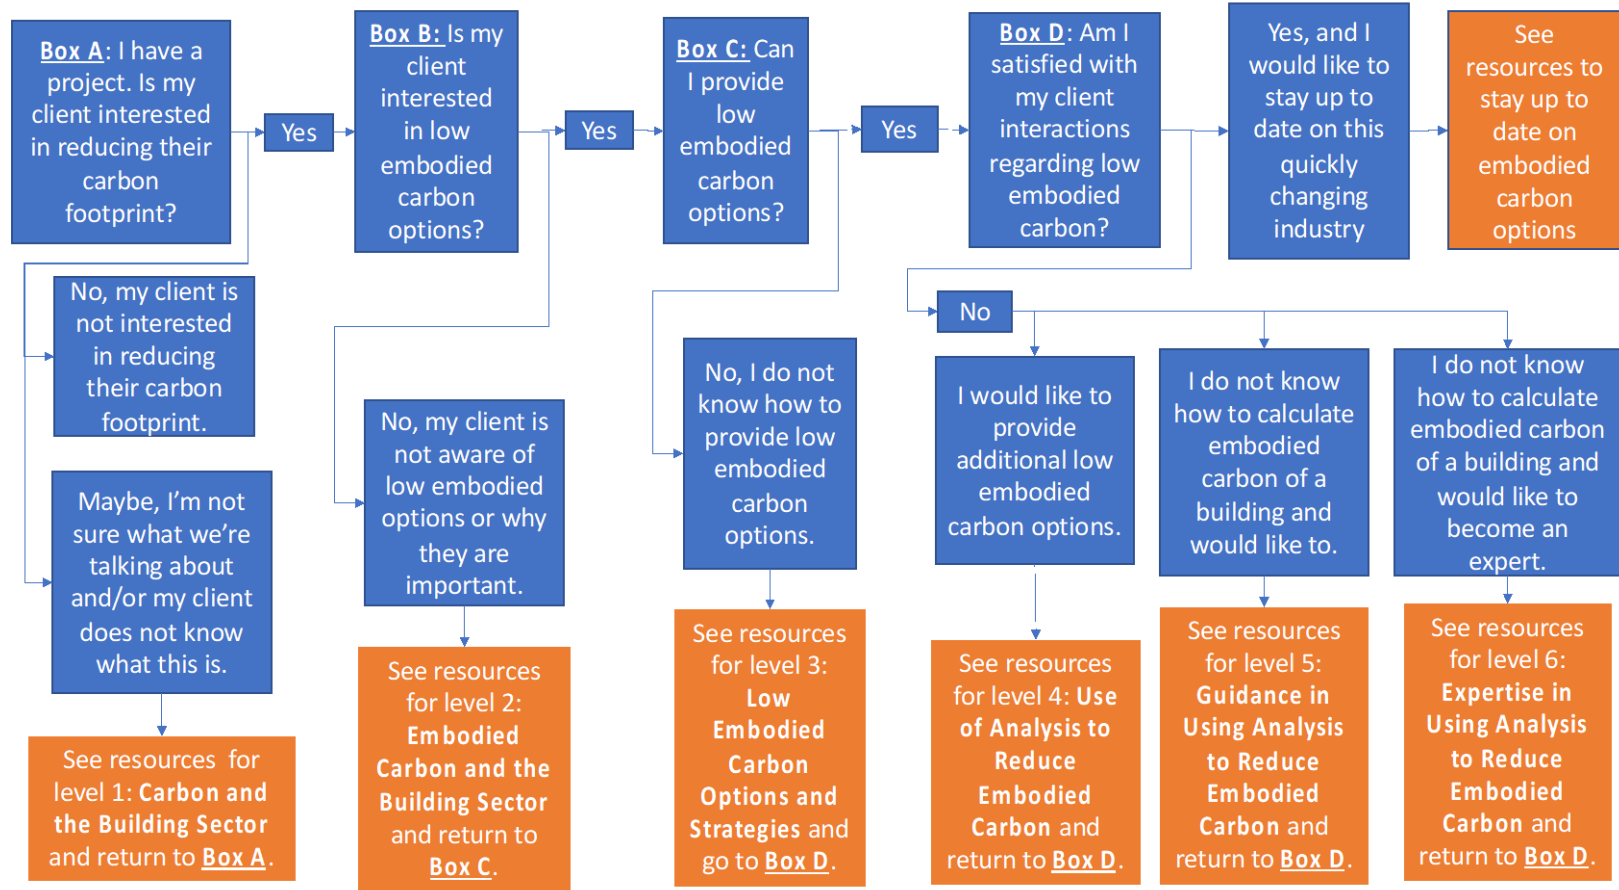 Box A: I have a
project. Is my
client interested
in reducing their
carbon
footprint?
Yes
Box B: Is my
client
interested
in low
embodied
carbon
options?
Yes
Box C: Can
I provide
low
embodied
carbon
options?
Yes
Box D: Am I
satisfied with
my client
interactions
regarding low
embodied
carbon?
Yes, and I
would like to
stay up to
date on this
quickly
changing
industry
See
resources to
stay up to
date on
embodied
carbon
options
No, my client is
not interested
in reducing
their carbon
footprint.
Maybe, I’m not
sure what we’re
talking about
and/or my client
does not know
what this is.
See resources for
level 1: Carbon and
the Building Sector
and return to Box A.
No, my client is
not aware of
low embodied
options or why
they are
important.
See resources
for level 2:
Embodied
Carbon and the
Building Sector
and return to
Box C.
No, I do not
know how to
provide low
embodied
carbon
options.
See resources
for level 3:
Low
Embodied
Carbon
Options and
Strategies and
go to Box D.
No
I would like to
provide
additional low
embodied
carbon options.
See resources
for level 4: Use
of Analysis to
Reduce
Embodied
Carbon and
return to Box D.
I do not know
how to calculate
embodied
carbon of a
building and
would like to.
See resources
for level 5:
Guidance in
Using Analysis
to Reduce
Embodied
Carbon and
return to Box D.
I do not know
how to calculate
embodied carbon
of a building and
would like to
become an
expert.
See resources
for level 6:
Expertise in
Using Analysis
to Reduce
Embodied
Carbon and
return to Box D.